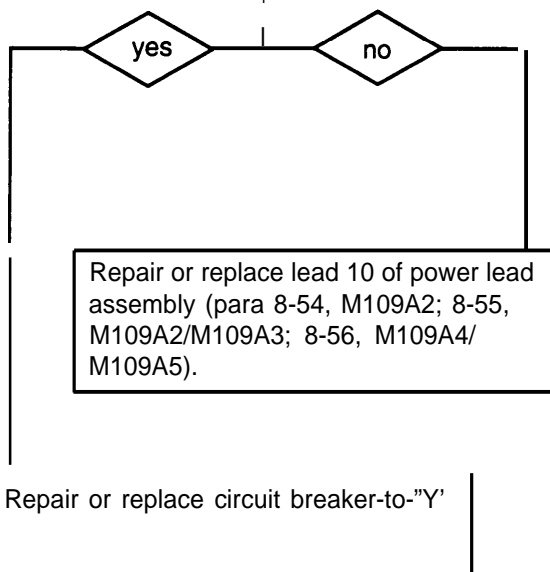 yes
no
Repair or replace lead 10 of power lead
assembly (para 8-54, M109A2; 8-55,
M109A2/M109A3; 8-56, M109A4/
M109A5).
Repair or replace circuit breaker-to-”Y’